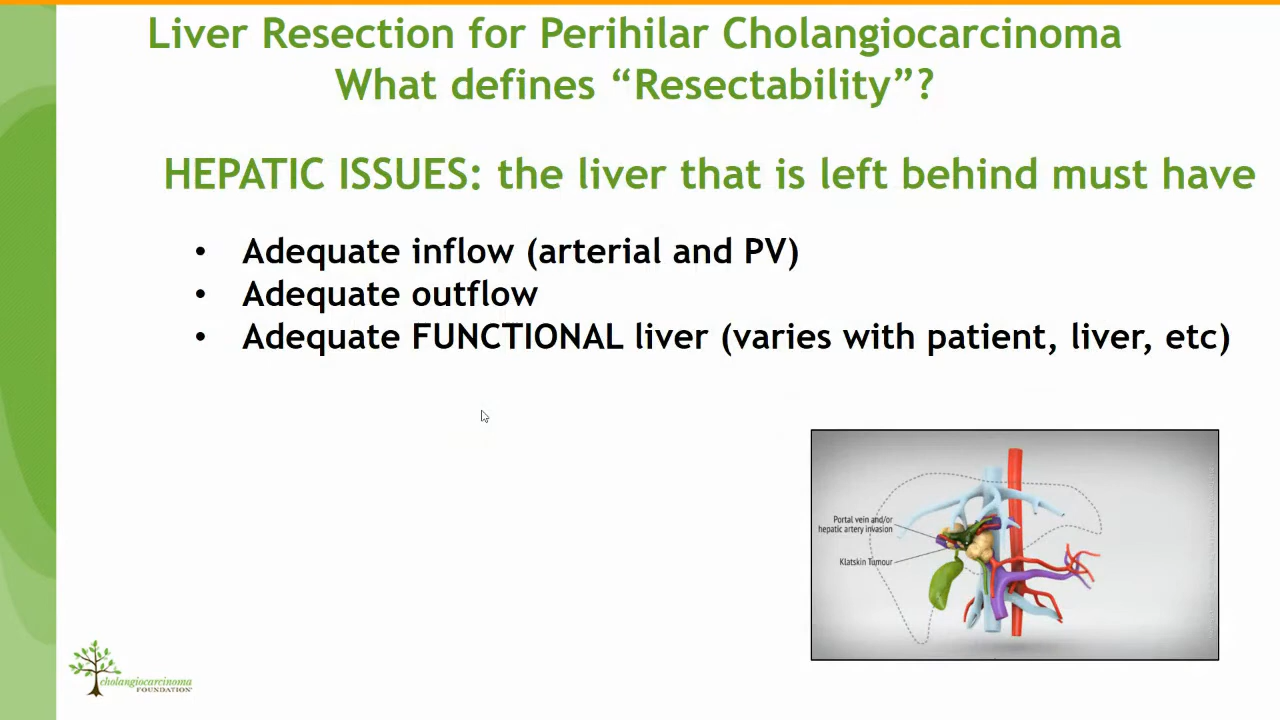 Liver Resection for Perihilar Cholangiocarcinoma
What defines “Resectability”?
HEPATIC ISSUES: the liver that is left behind must have
• Adequate inflow (arterial and PV)
• Adequate outflow
• Adequate FUNCTIONAL liver (varies with patient, liver, etc)
Portal vein and/or
hepatic artery invasion
Klatskin Tumour
cholangiocarcinoma
FOUNDATION